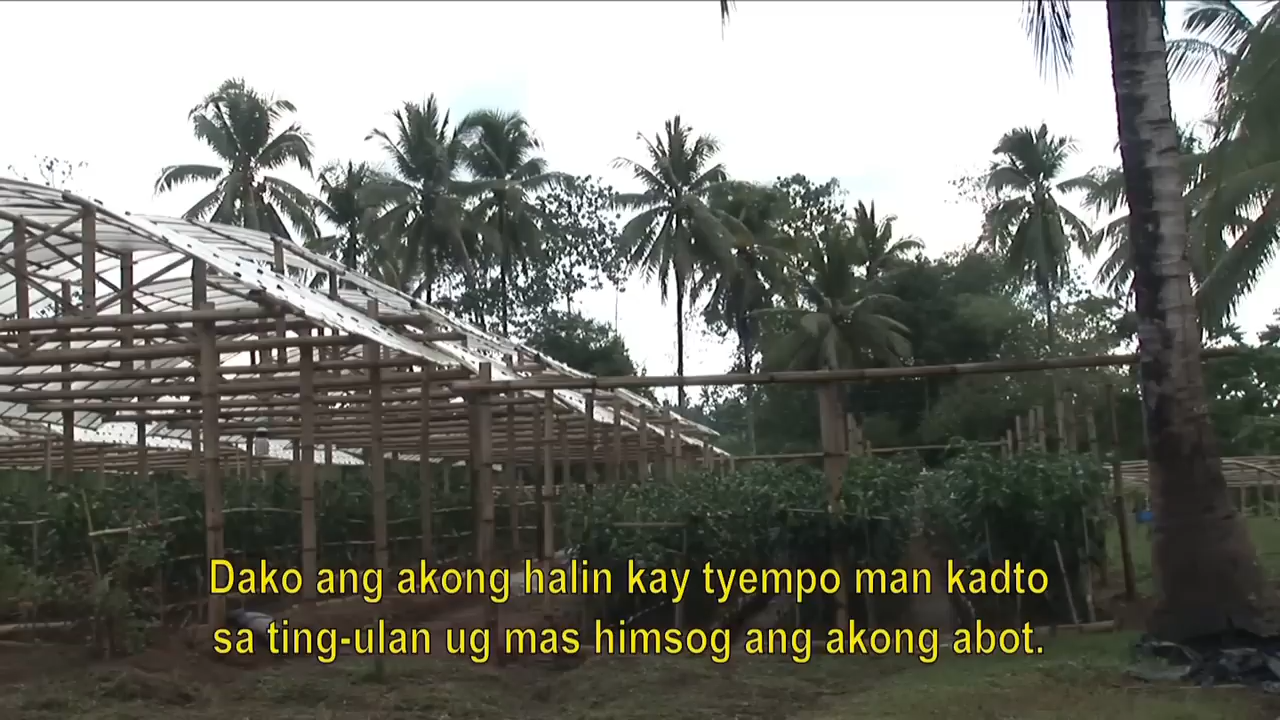 Dako ang akong halin kay tyempo man kadto
sa ting-ulan ug mas himsog ang akong abot.